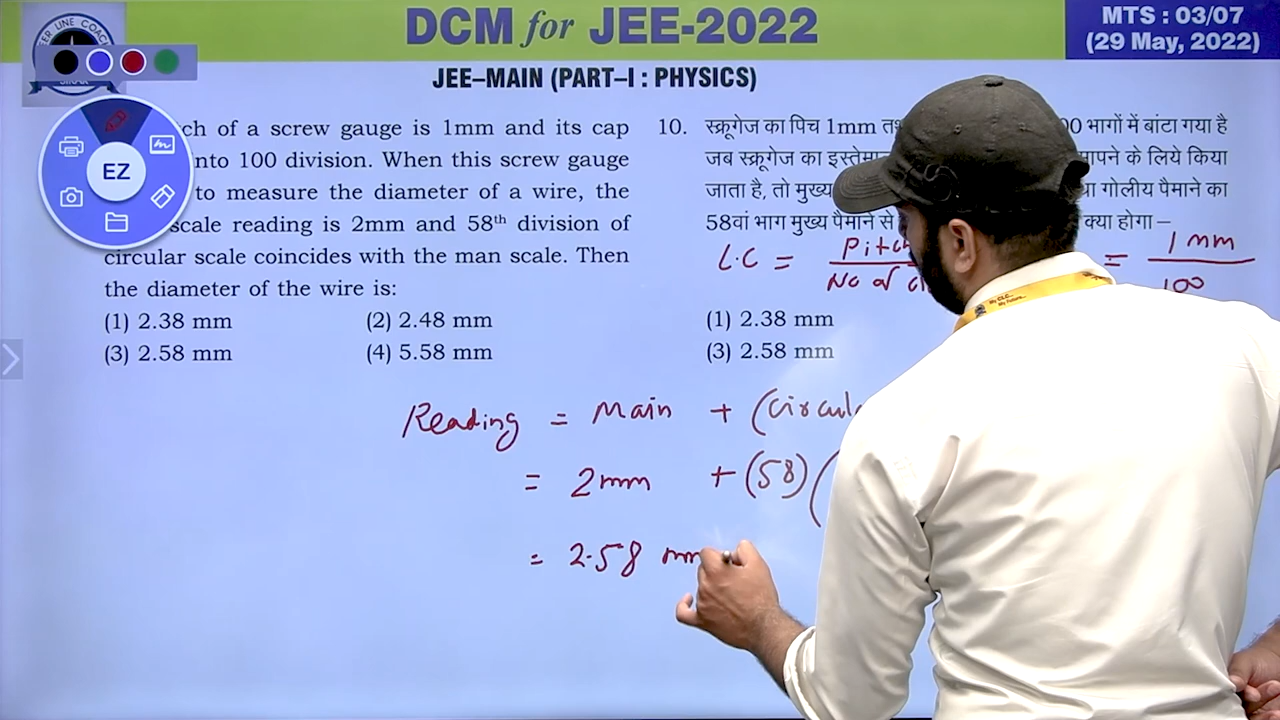 DCM for JEE-2022
MTS : 03/07
(29 May, 2022)
LINE COAC
JEE–MAIN (PART–I : PHYSICS)
EZ
ch of a screw gauge is 1mm and its cap
nto 100 division. When this screw gauge
to measure the diameter of a wire, the
scale reading is 2mm and 58th division of
circular scale coincides with the man scale. Then
the diameter of the wire is:
(1) 2.38 mm (2) 2.48 mm
(3) 2.58 mm (4) 5.58 mm
10. स्क्रूगेज का पिच 1mm 00 भागों में बांटा गया है
जब स्क्रूगेज का मापने के लिये किया
जाता है, तो मुख्य गोलीय पैमाने का
58वां भाग मुख्य पैमाने से क्या होगा –
L.C = Pitch = 1 mm
No of 100
(1) 2.38 mm
(3) 2.58 mm
Reading = Main + (circul
= 2mm + (58) (
= 2.58 mm